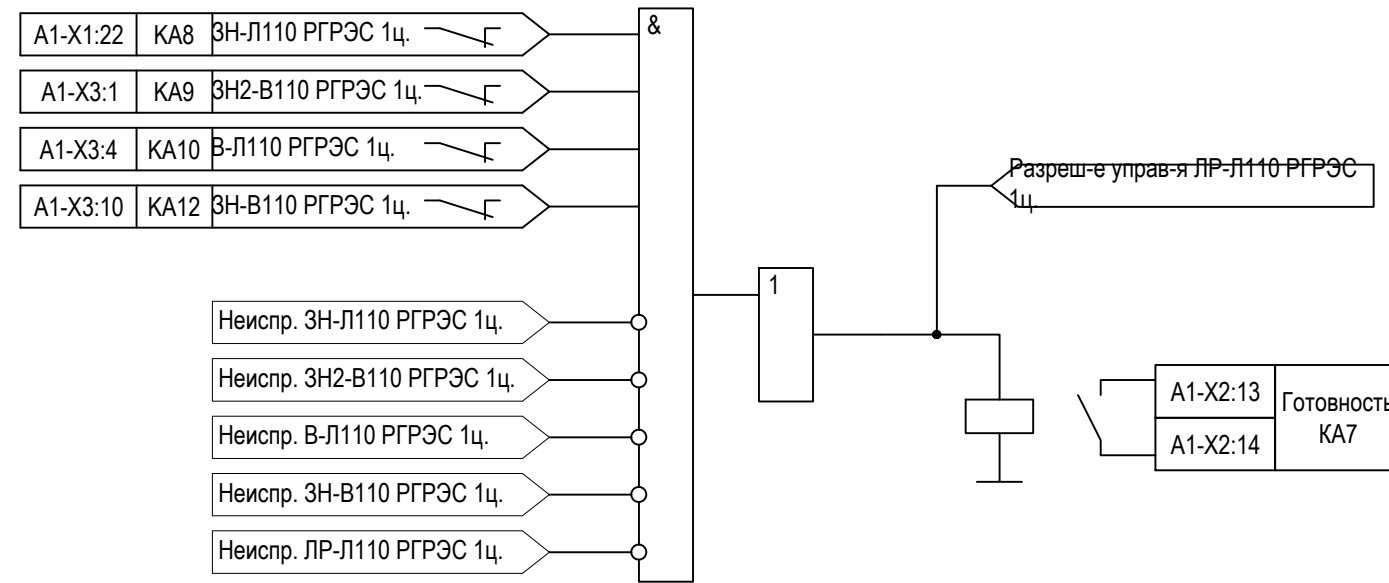 A1-X1:22 KA8 ЗН-Л110 РГРЭС 1ц.
A1-X3:1 KA9 ЗН2-В110 РГРЭС 1ц.
A1-X3:4 KA10 В-Л110 РГРЭС 1ц.
A1-X3:10 KA12 ЗН-В110 РГРЭС 1ц.
&
Неиспр. ЗН-Л110 РГРЭС 1ц.
Неиспр. ЗН2-В110 РГРЭС 1ц.
Неиспр. В-Л110 РГРЭС 1ц.
Неиспр. ЗН-В110 РГРЭС 1ц.
Неиспр. ЛР-Л110 РГРЭС 1ц.
1
Разреш-е управ-я ЛР-Л110 РГРЭС
1ц.
A1-X2:13
A1-X2:14
Готовность
KA7